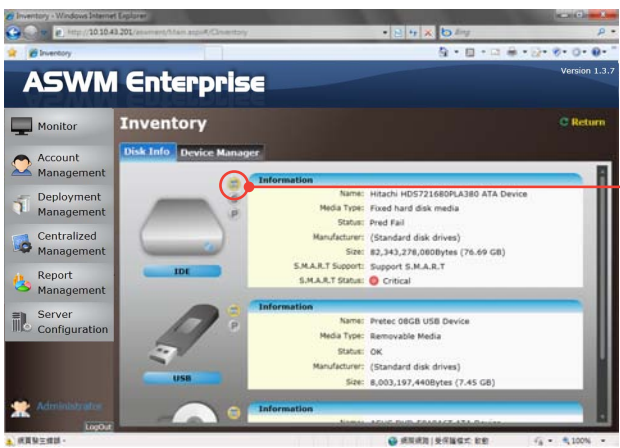 Inventory - Windows Internet Explorer
Inventory
ASWM Enterprise
Version 1.3.7
Monitor
Account
Management
Deployment
Management
Centralized
Management
Report
Management
Server
Configuration
Administrator
LogOut
Inventory
Return
Disk Info
Device Manager
IDE
Information
Name: Hitachi HDS721680PLA380 ATA Device
Media Type: Fixed hard disk media
Status: Pred Fail
Manufacturer: (Standard disk drives)
Size: 82,343,278,080Bytes (76.69 GB)
S.M.A.R.T Support: Support S.M.A.R.T
S.M.A.R.T Status: Critical
P
USB
Information
Name: Pretec 08GB USB Device
Media Type: Removable Media
Status: OK
Manufacturer: (Standard disk drives)
Size: 8,003,197,440Bytes (7.45 GB)
P
Information
100%